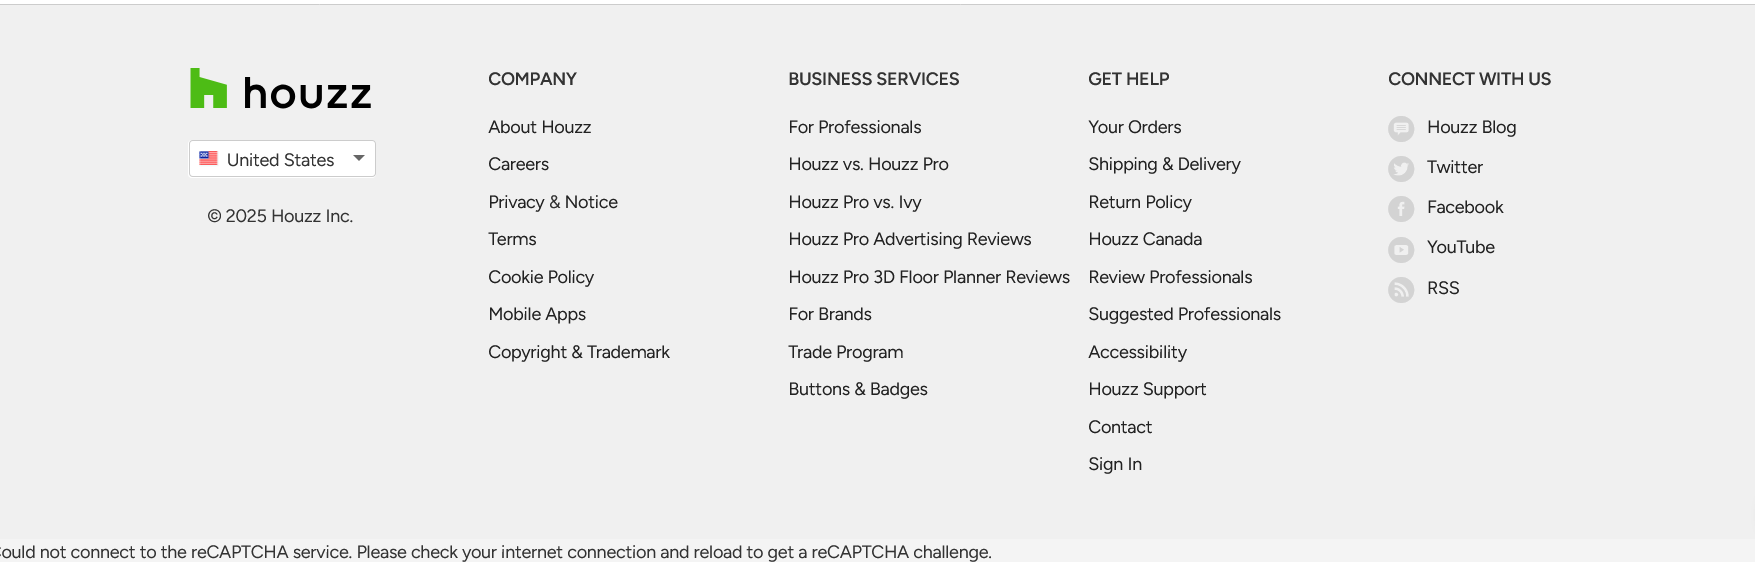 houzz
United States
© 2025 Houzz Inc.
COMPANY
About Houzz
Careers
Privacy & Notice
Terms
Cookie Policy
Mobile Apps
Copyright & Trademark
BUSINESS SERVICES
For Professionals
Houzz vs. Houzz Pro
Houzz Pro vs. Ivy
Houzz Pro Advertising Reviews
Houzz Pro 3D Floor Planner Reviews
For Brands
Trade Program
Buttons & Badges
GET HELP
Your Orders
Shipping & Delivery
Return Policy
Houzz Canada
Review Professionals
Suggested Professionals
Accessibility
Houzz Support
Contact
Sign In
CONNECT WITH US
Houzz Blog
Twitter
Facebook
YouTube
RSS
Could not connect to the reCAPTCHA service. Please check your internet connection and reload to get a reCAPTCHA challenge.